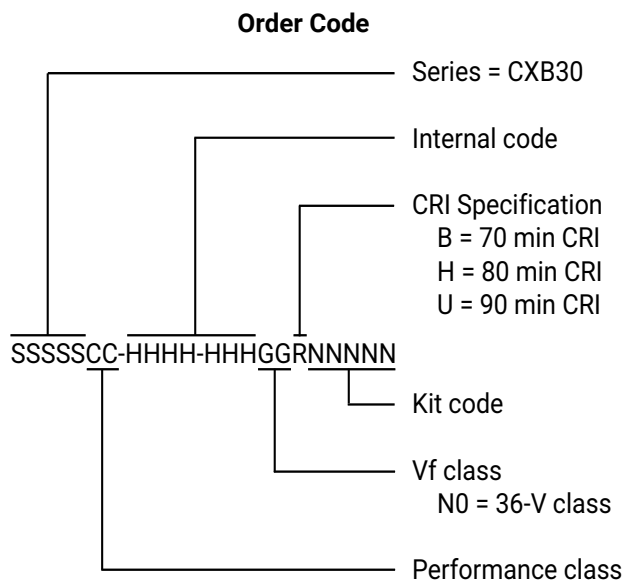 Order Code
Series = CXB30
Internal code
CRI Specification
B = 70 min CRI
H = 80 min CRI
U = 90 min CRI
SSSSSCC-HHHH-HHHGGRNNNNN
Kit code
Vf class
N0 = 36-V class
Performance class